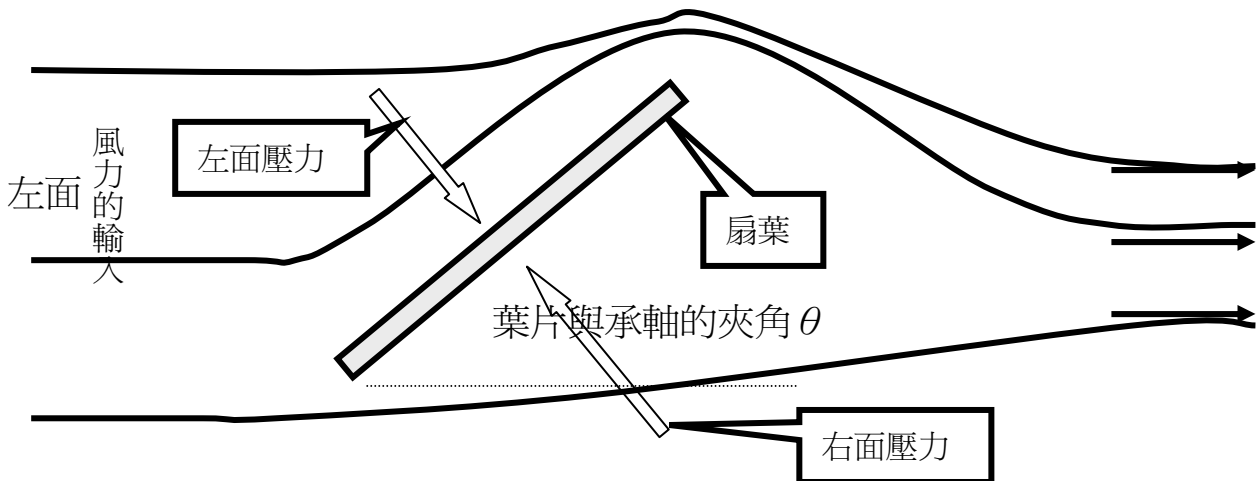 左面
風力的輸入
左面壓力
扇葉
葉片與承軸的夾角θ
右面壓力